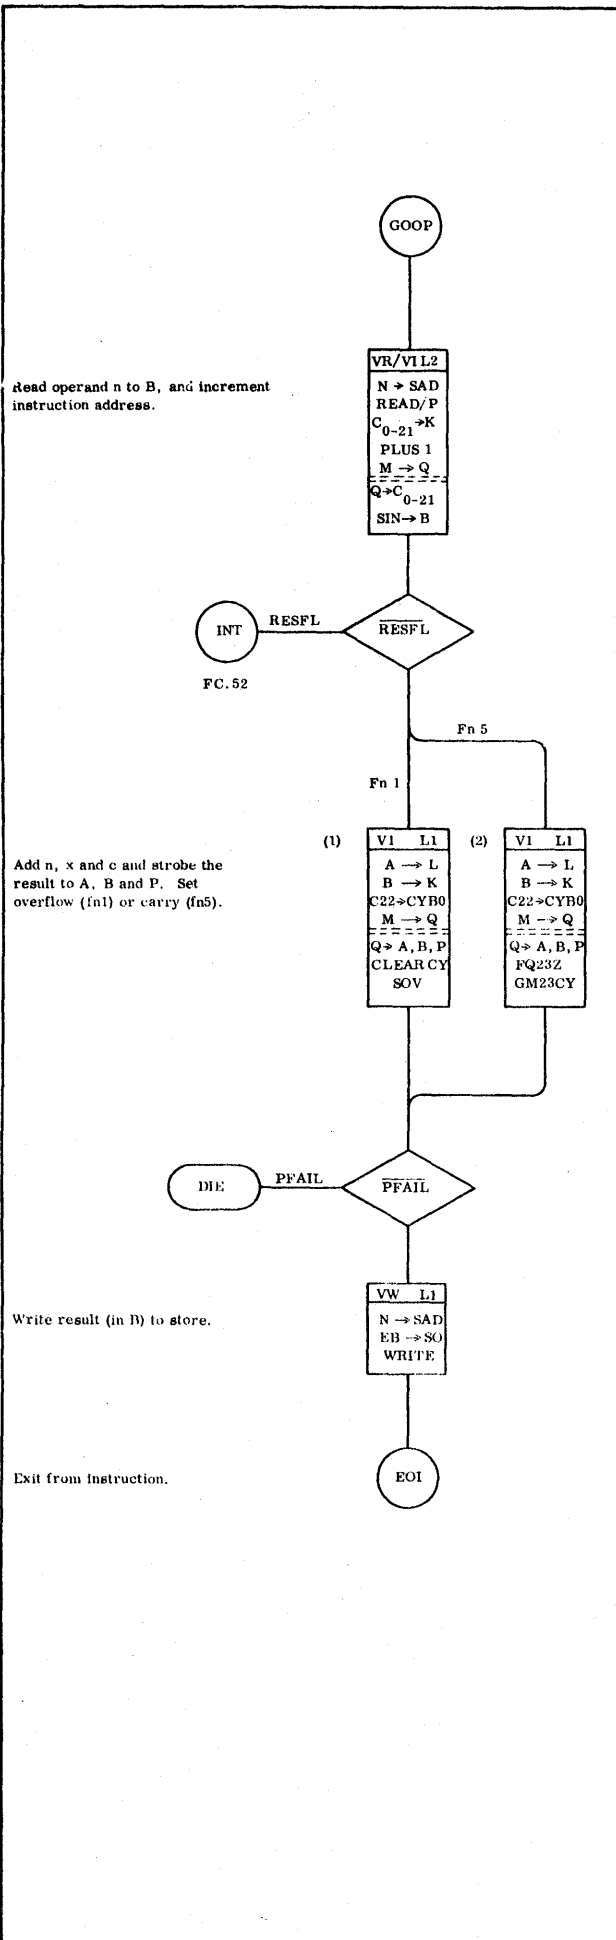 GOOP
VR/VI L2
Read operand n to B, and increment
instruction address.
N → SAD
READ/P
C0-21→K
PLUS 1
M → Q
Q→C0-21
SIN→B
INT
RESFL
RESFL
FC.52
Fn 5
Fn 1
(1)
V1 L1
(2)
V1 L1
Add n, x and c and strobe the
result to A, B and P. Set
overflow (fn1) or carry (fn5).
A → L
B → K
C22→CYB0
M → Q
Q→ A, B, P
CLEAR CY
SOV
A → L
B → K
C22→CYB0
M → Q
Q→ A, B, P
FQ23Z
GM23CY
DIE
PFAIL
PFAIL
VW L1
Write result (in B) to store.
N → SAD
EB → SO
WRITE
Exit from instruction.
EOI